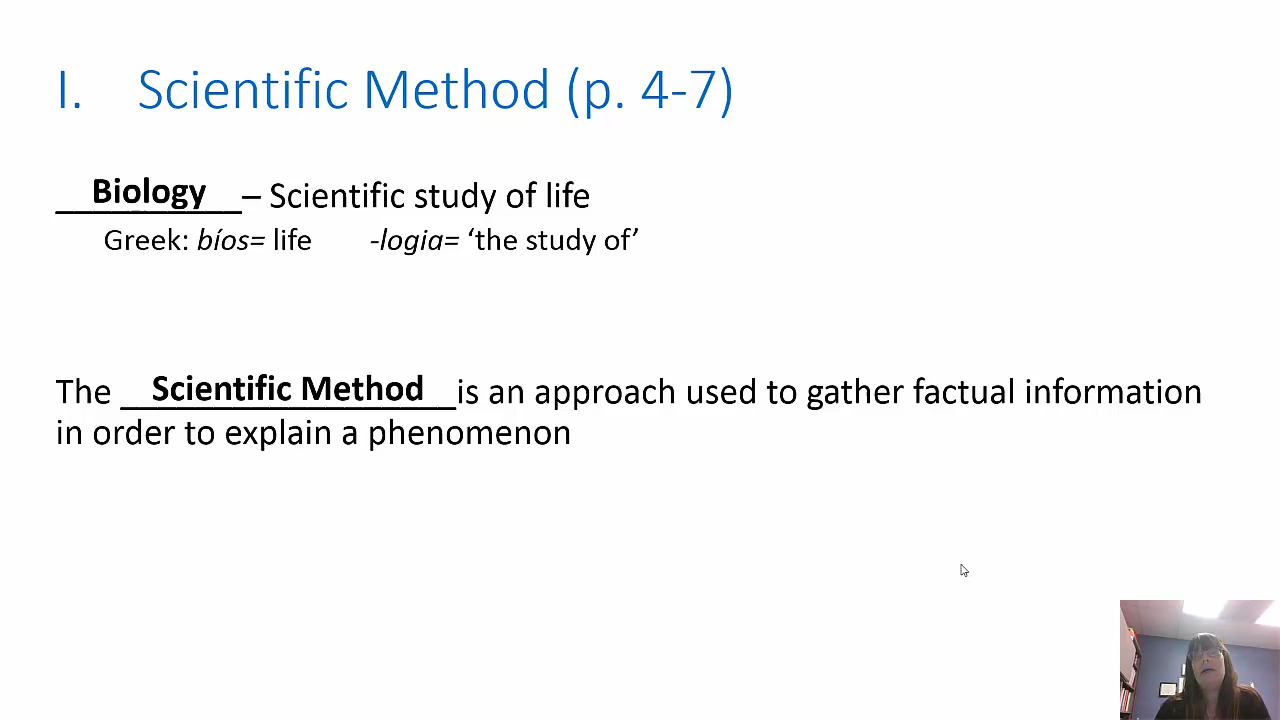 I. Scientific Method (p. 4-7)
Biology – Scientific study of life
Greek: bíos= life -logia= ‘the study of’
The Scientific Method is an approach used to gather factual information
in order to explain a phenomenon